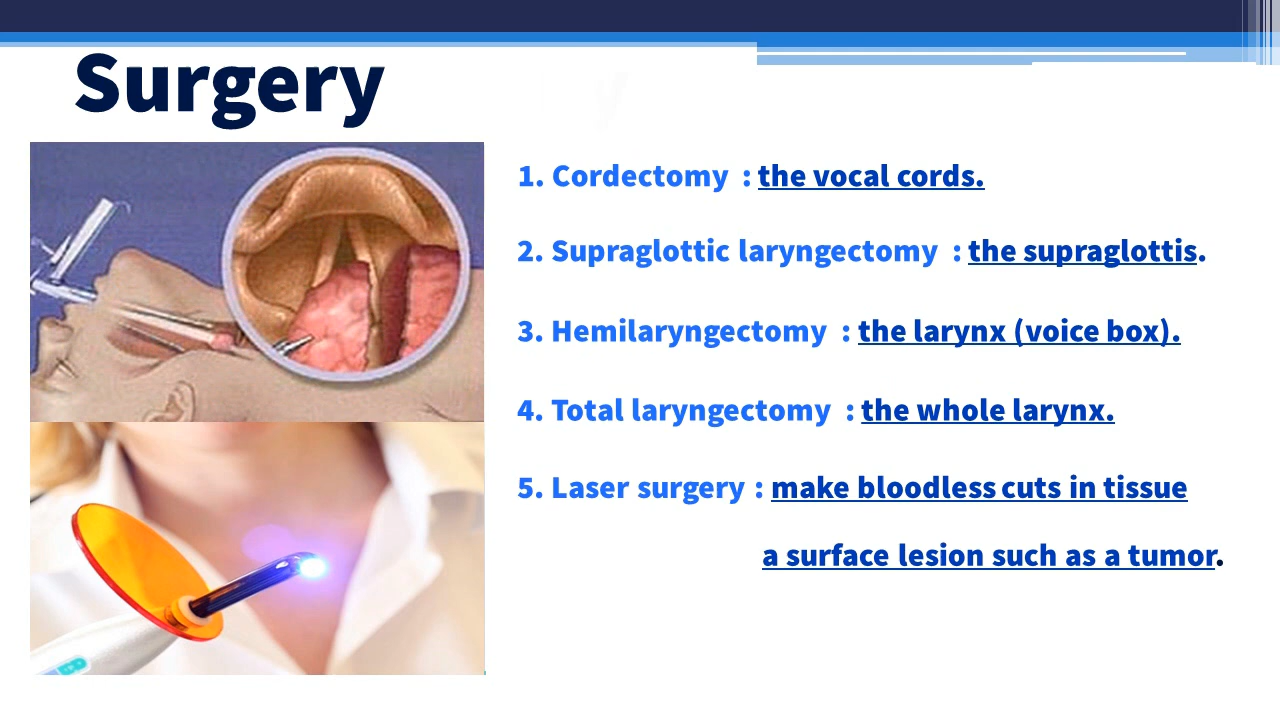 Surgery
1. Cordectomy : the vocal cords.
2. Supraglottic laryngectomy : the supraglottis.
3. Hemilaryngectomy : the larynx (voice box).
4. Total laryngectomy : the whole larynx.
5. Laser surgery : make bloodless cuts in tissue
a surface lesion such as a tumor.